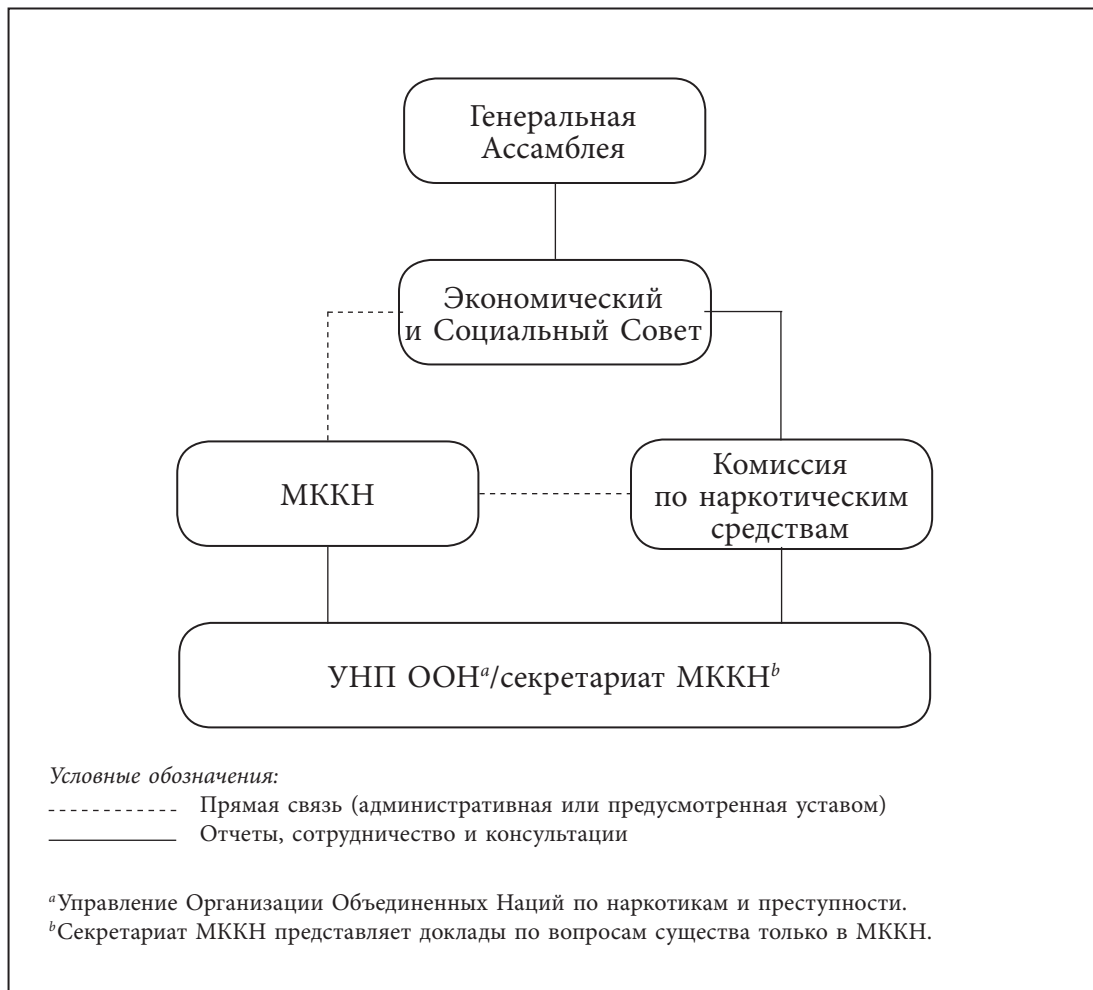 Генеральная
Ассамблея
Экономический
и Социальный Совет
МККН
Комиссия
по наркотическим
средствам
УНП ООНa/секретариат МККНb
Условные обозначения:
Прямая связь (административная или предусмотренная уставом)
Отчеты, сотрудничество и консультации
aУправление Организации Объединенных Наций по наркотикам и преступности.
bСекретариат МККН представляет доклады по вопросам существа только в МККН.